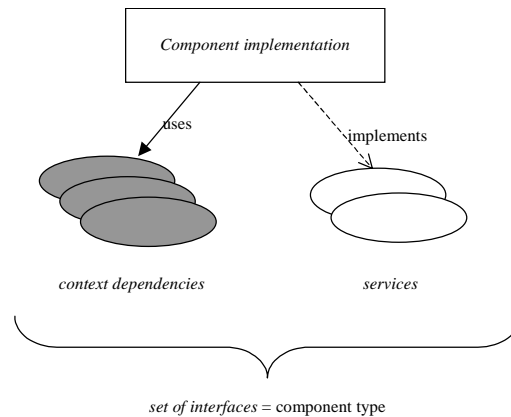 Component implementation
uses
implements
context dependencies
services
set of interfaces = component type